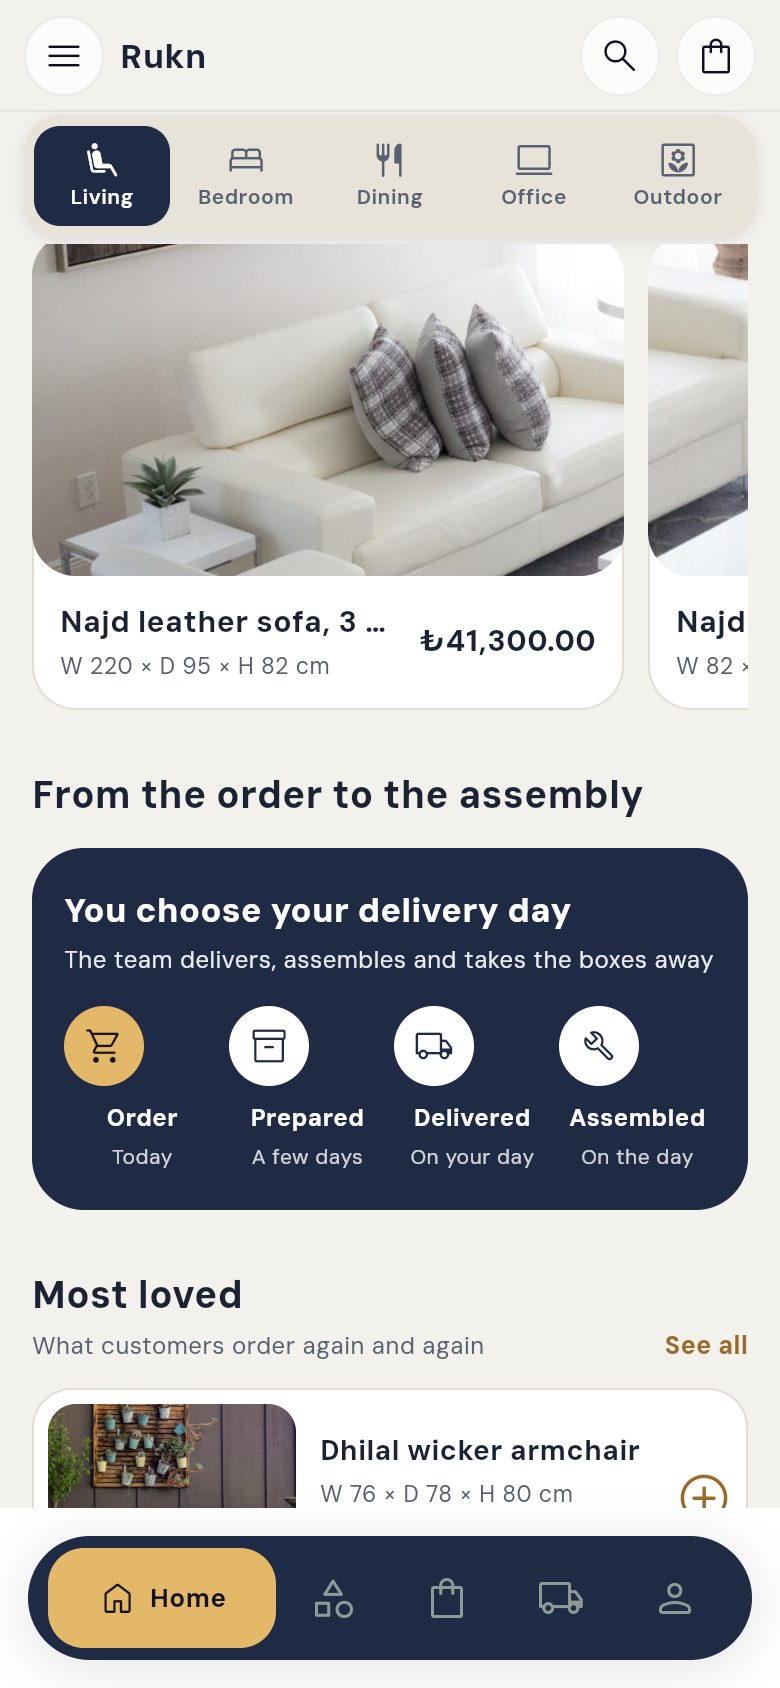 Rukn
Living
Bedroom
Dining
Office
Outdoor
Najd leather sofa, 3 ...
W 220 × D 95 × H 82 cm
₺41,300.00
Najd
W 82 ×
From the order to the assembly
You choose your delivery day
The team delivers, assembles and takes the boxes away
Order
Prepared
Delivered
Assembled
Today
A few days
On your day
On the day
Most loved
What customers order again and again
See all
Dhilal wicker armchair
W 76 × D 78 × H 80 cm
Home